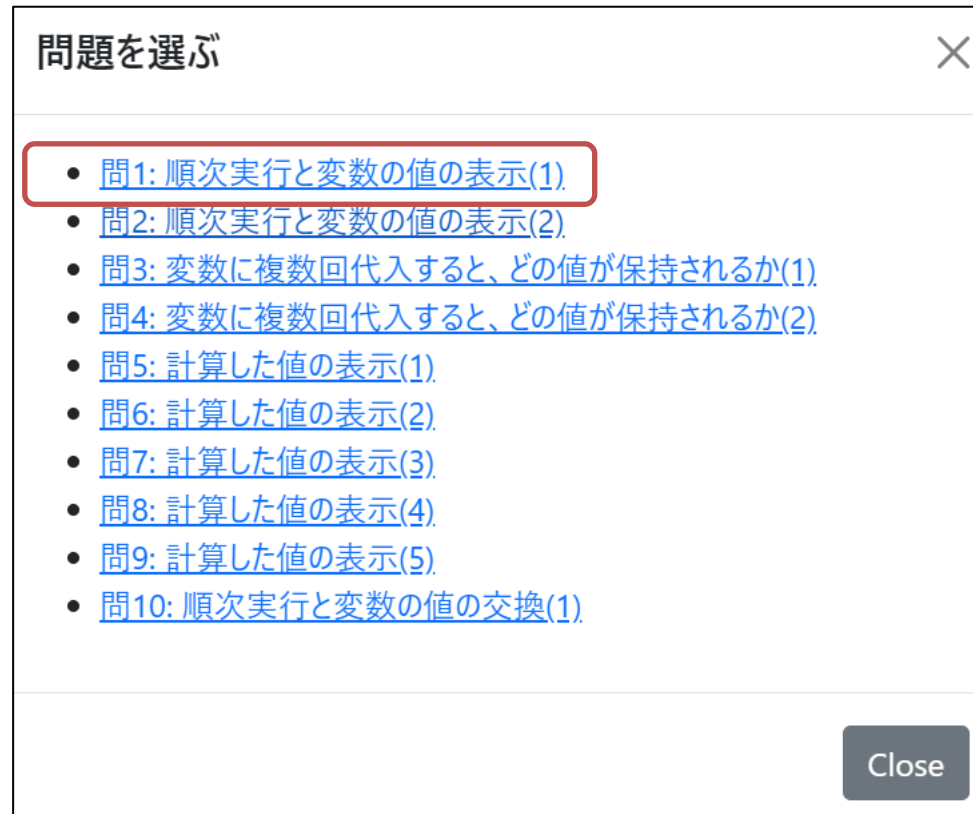 問題を選ぶ
問1: 順次実行と変数の値の表示(1)
問2: 順次実行と変数の値の表示(2)
問3: 変数に複数回代入すると、どの値が保持されるか(1)
問4: 変数に複数回代入すると、どの値が保持されるか(2)
問5: 計算した値の表示(1)
問6: 計算した値の表示(2)
問7: 計算した値の表示(3)
問8: 計算した値の表示(4)
問9: 計算した値の表示(5)
問10: 順次実行と変数の値の交換(1)
Close